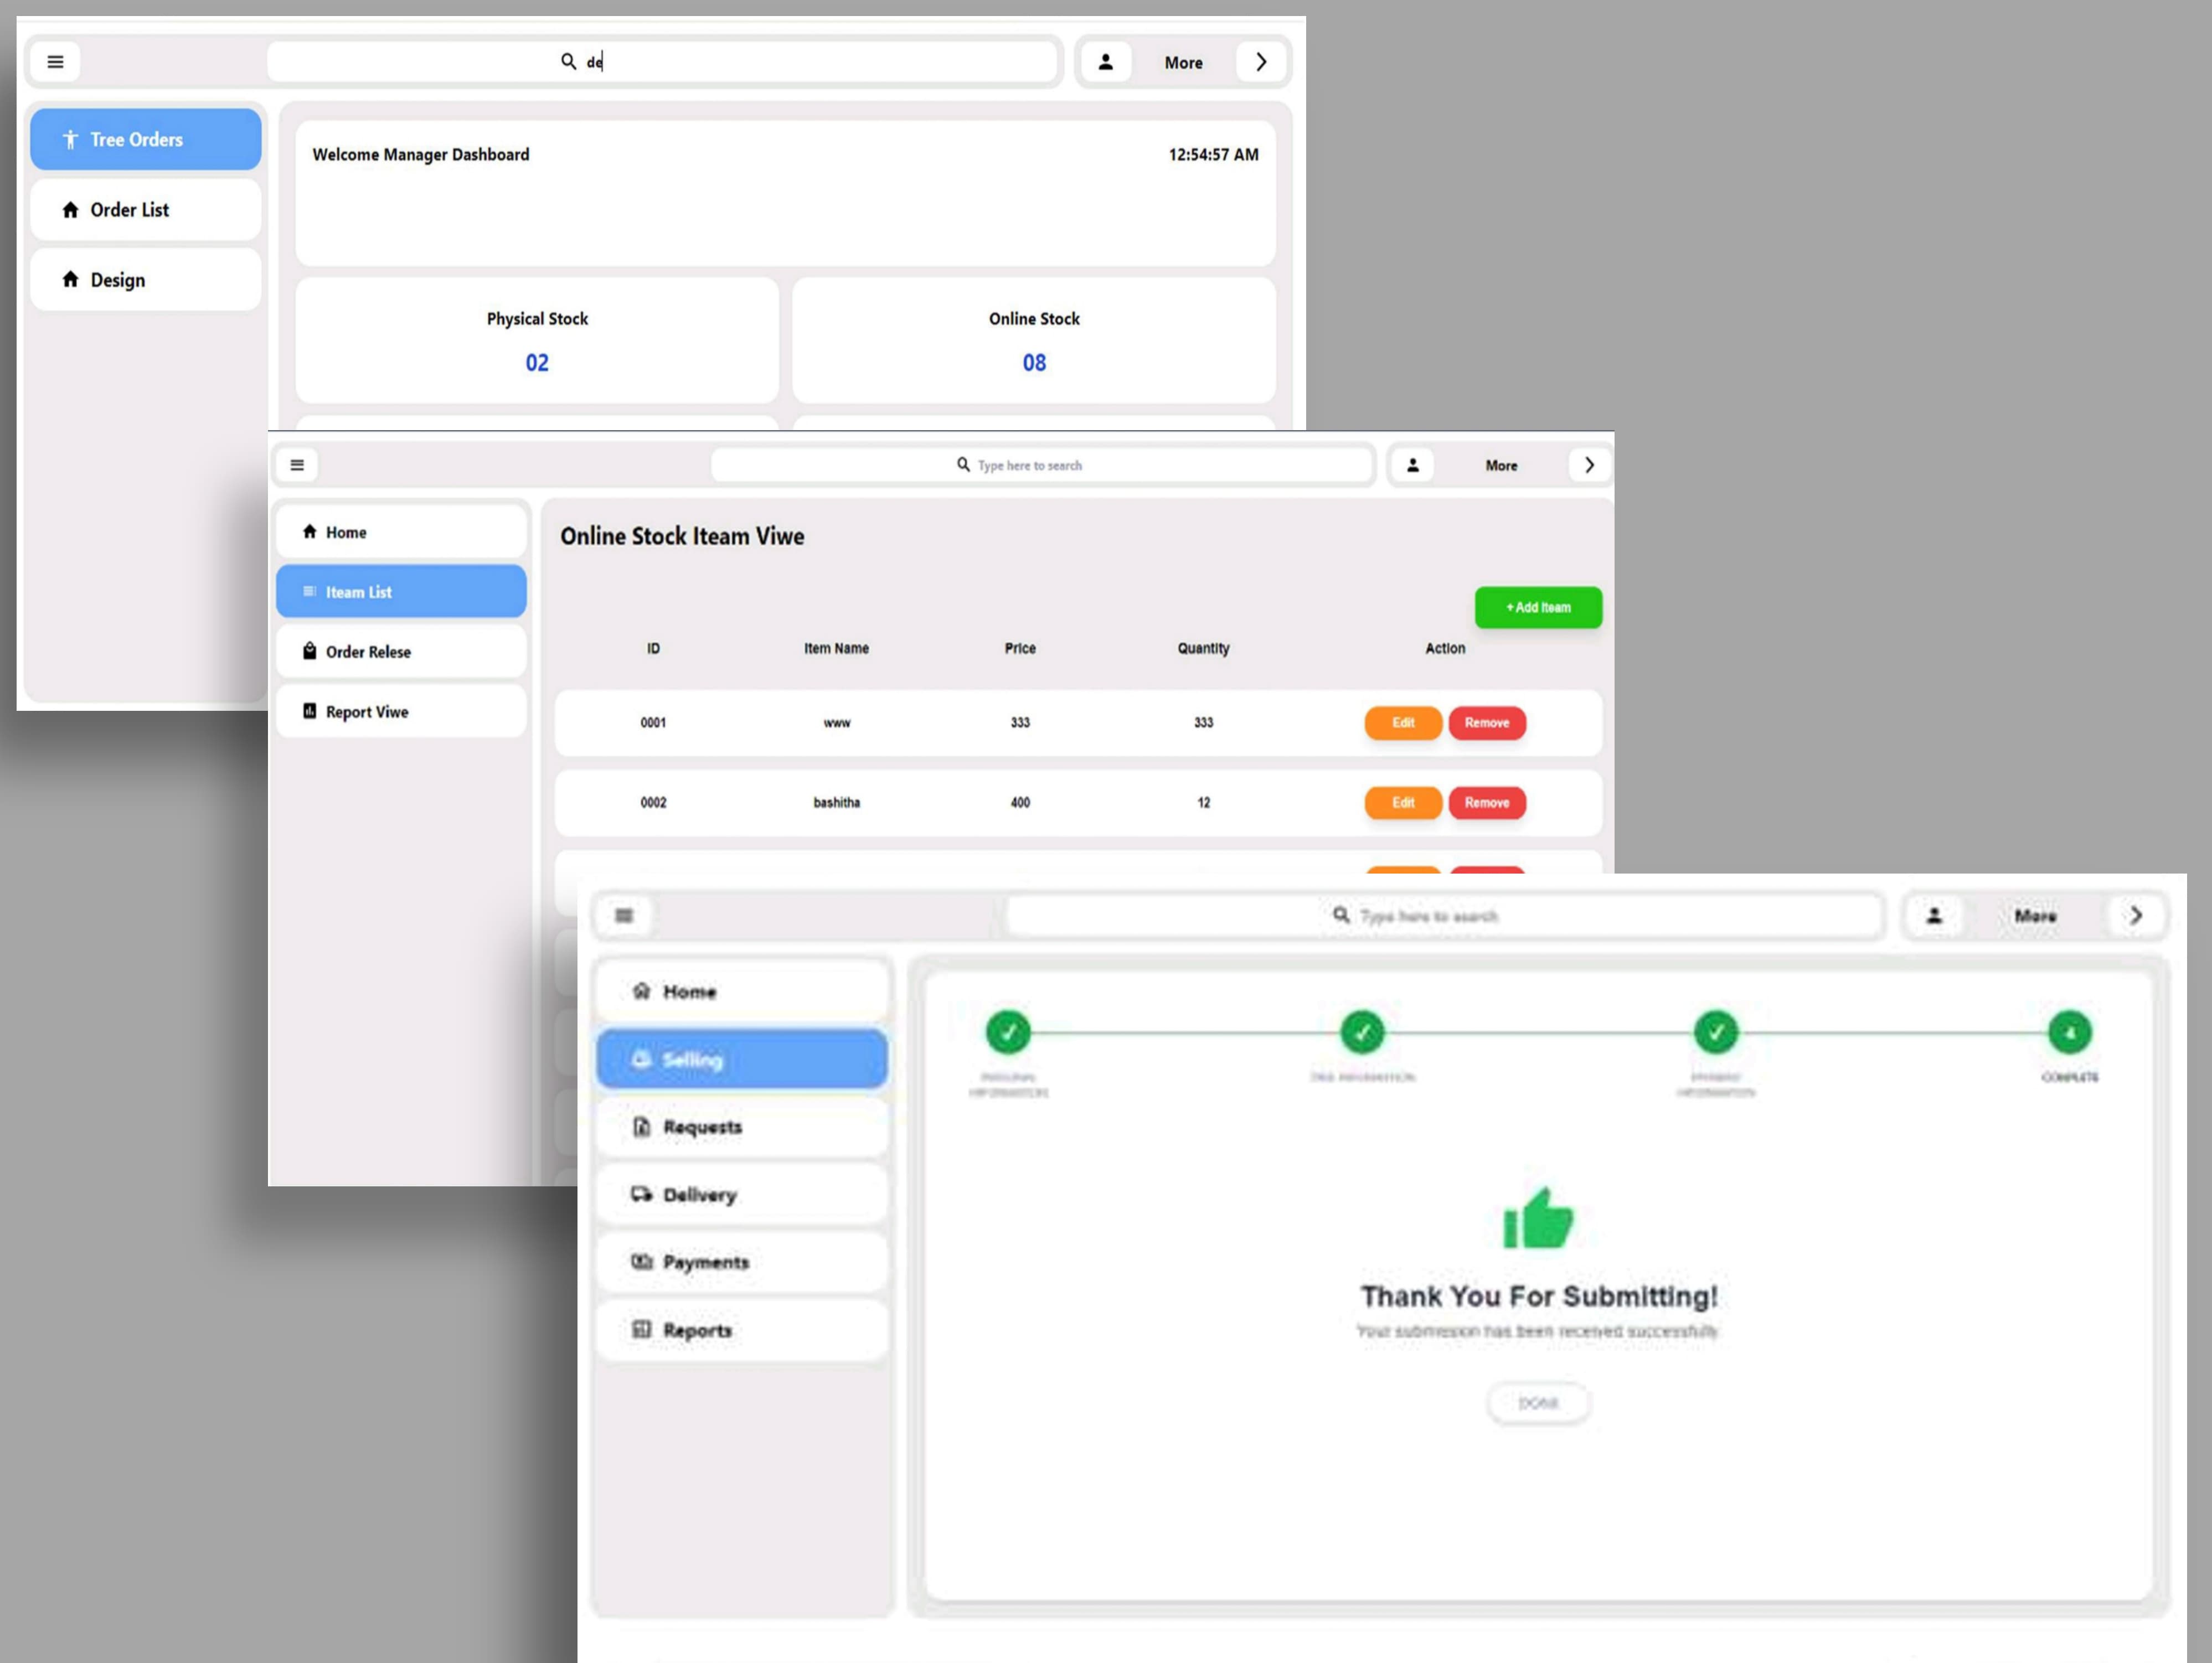 de
More
Tree Orders
Order List
Design
Welcome Manager Dashboard
12:54:57 AM
Physical Stock
02
Online Stock
08
Type here to search
More
Home
Iteam List
Order Relese
Report Viwe
Online Stock Iteam Viwe
+ Add Iteam
ID Item Name Price Quantity Action
0001 www 333 333 Edit Remove
0002 bashitha 400 12 Edit Remove
Type here to search
More
Home
Selling
Requests
Delivery
Payments
Reports
4
INFORMATION
INFORMATION
INFORMATION
COMPLETE
Thank You For Submitting!
Your submission has been received successfully
DONE